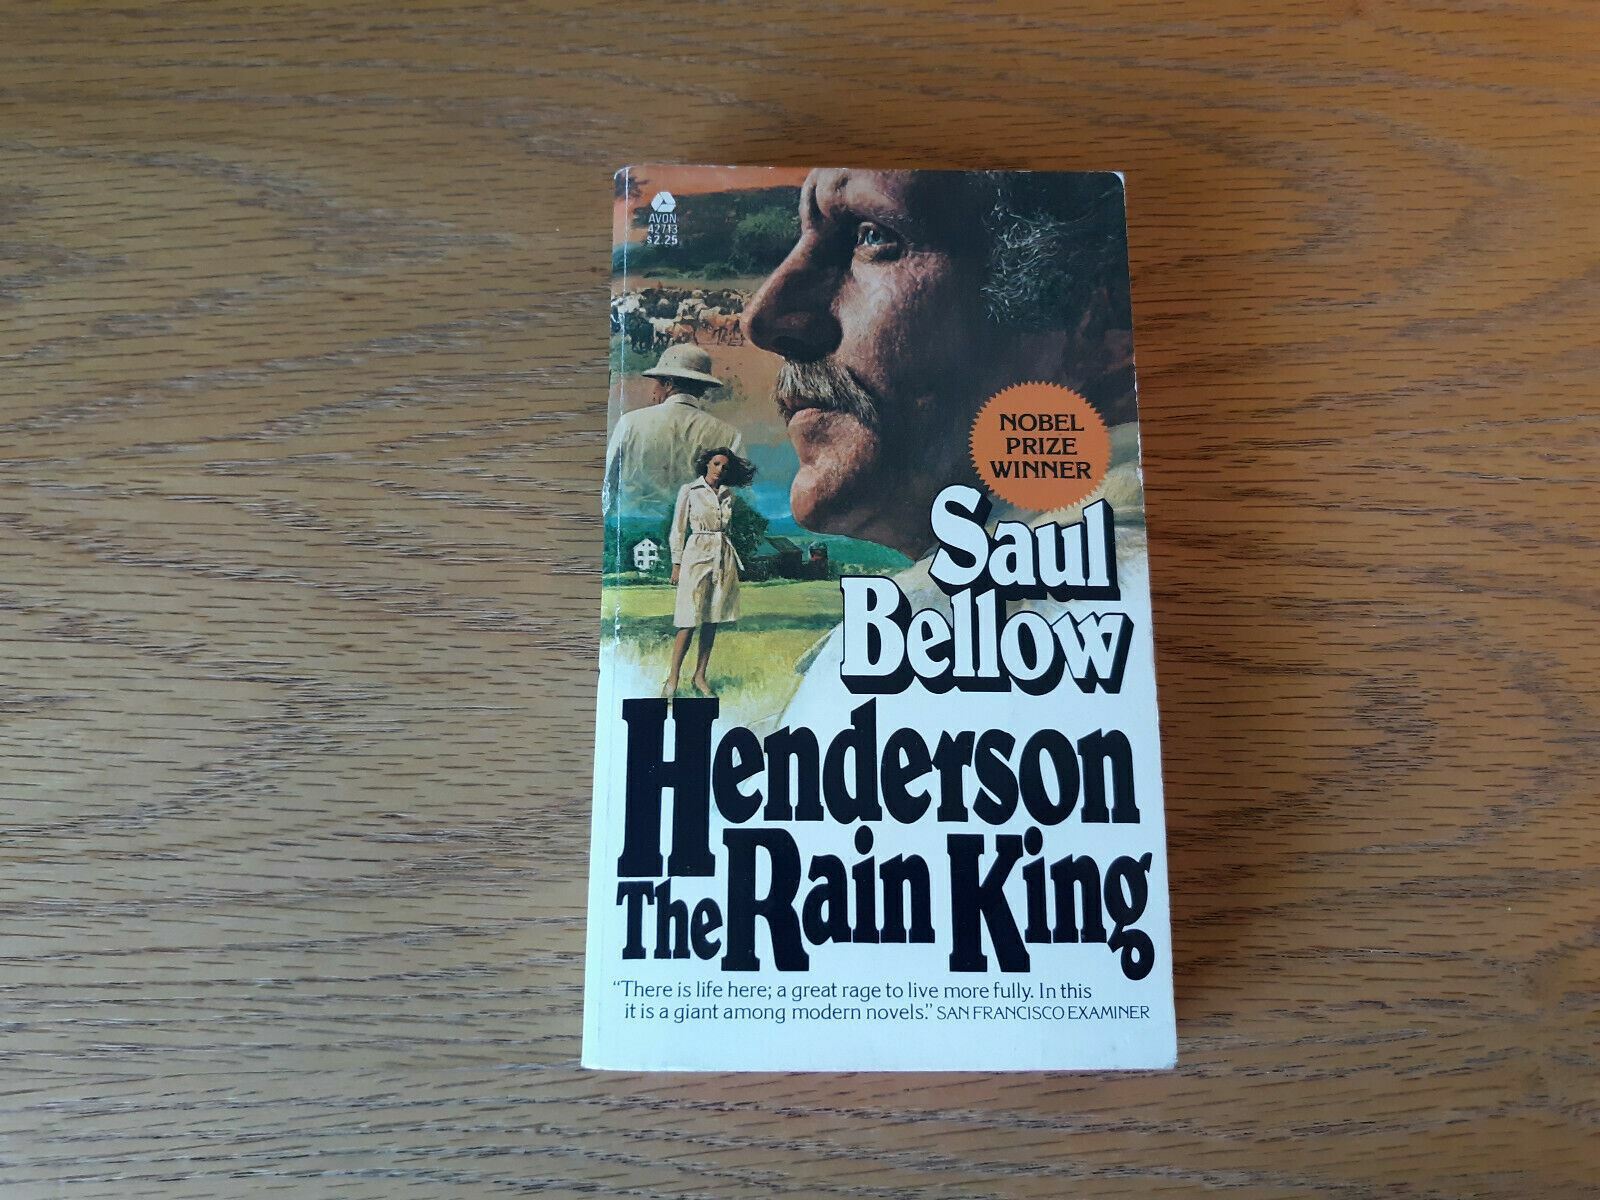 AVON
42713
$2.25
NOBEL
PRIZE
WINNER
Saul
Bellow
Henderson
The Rain King
“There is life here; a great rage to live more fully. In this
it is a giant among modern novels.” SAN FRANCISCO EXAMINER